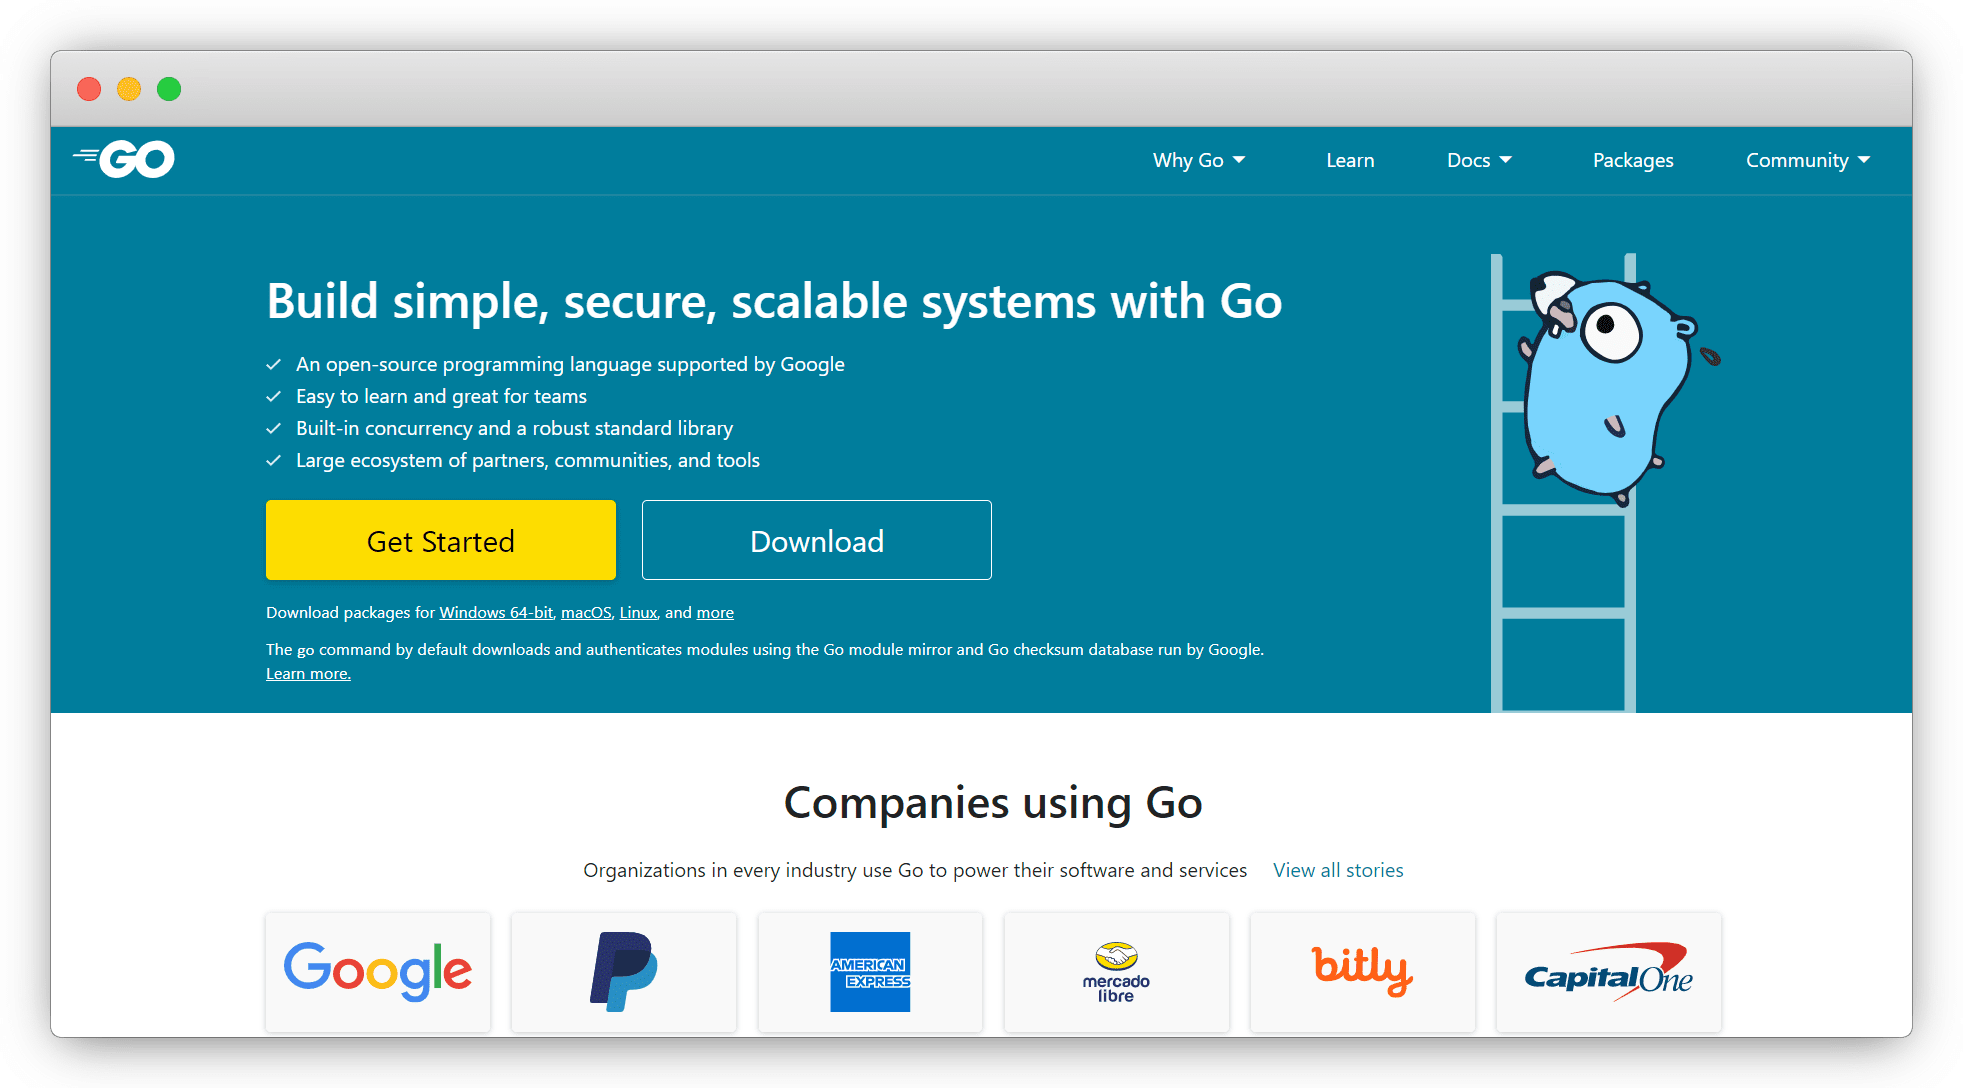 GO
Why Go
Learn
Docs
Packages
Community
Build simple, secure, scalable systems with Go
An open-source programming language supported by Google
Easy to learn and great for teams
Built-in concurrency and a robust standard library
Large ecosystem of partners, communities, and tools
Get Started
Download
Download packages for Windows 64-bit, macOS, Linux, and more
The go command by default downloads and authenticates modules using the Go module mirror and Go checksum database run by Google.
Learn more.
Companies using Go
Organizations in every industry use Go to power their software and services
View all stories
Google
AMERICAN
EXPRESS
mercado
libre
bitly
Capital One